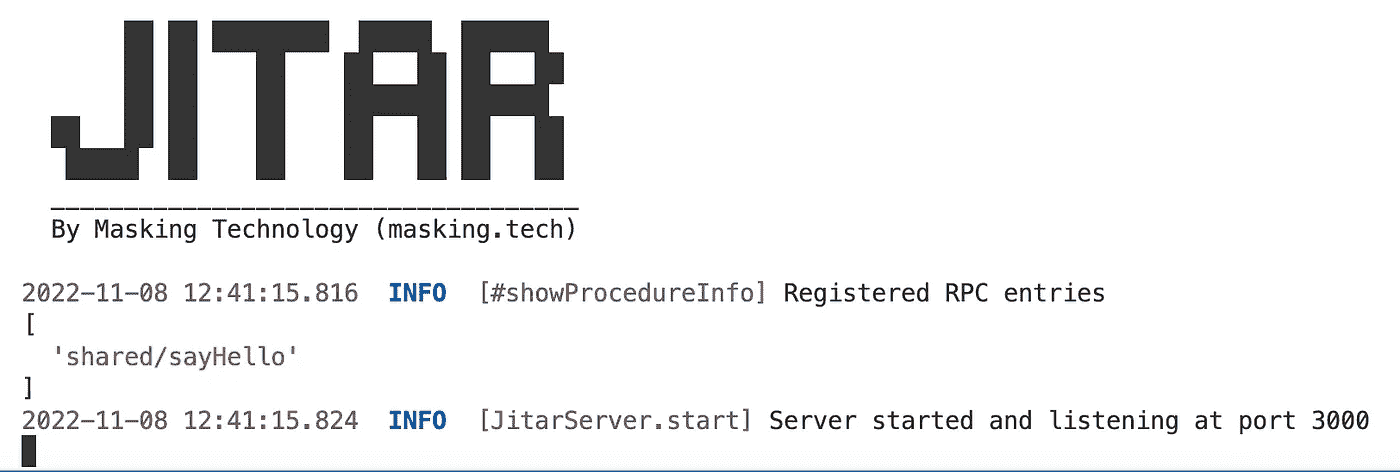 JITAR
By Masking Technology (masking.tech)
2022-11-08 12:41:15.816 INFO [#showProcedureInfo] Registered RPC entries
[
'shared/sayHello'
]
2022-11-08 12:41:15.824 INFO [JitarServer.start] Server started and listening at port 3000